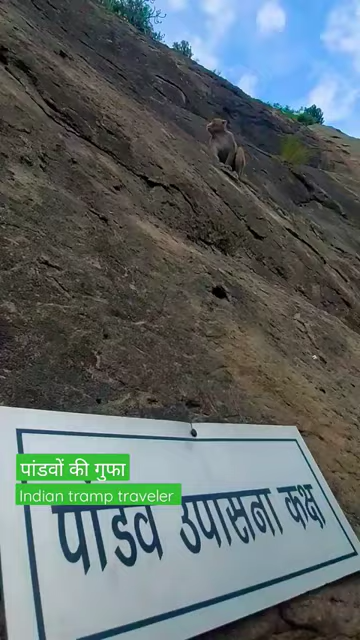 पांडवों की गुफा
Indian tramp traveler
पांडव उपासना कक्ष